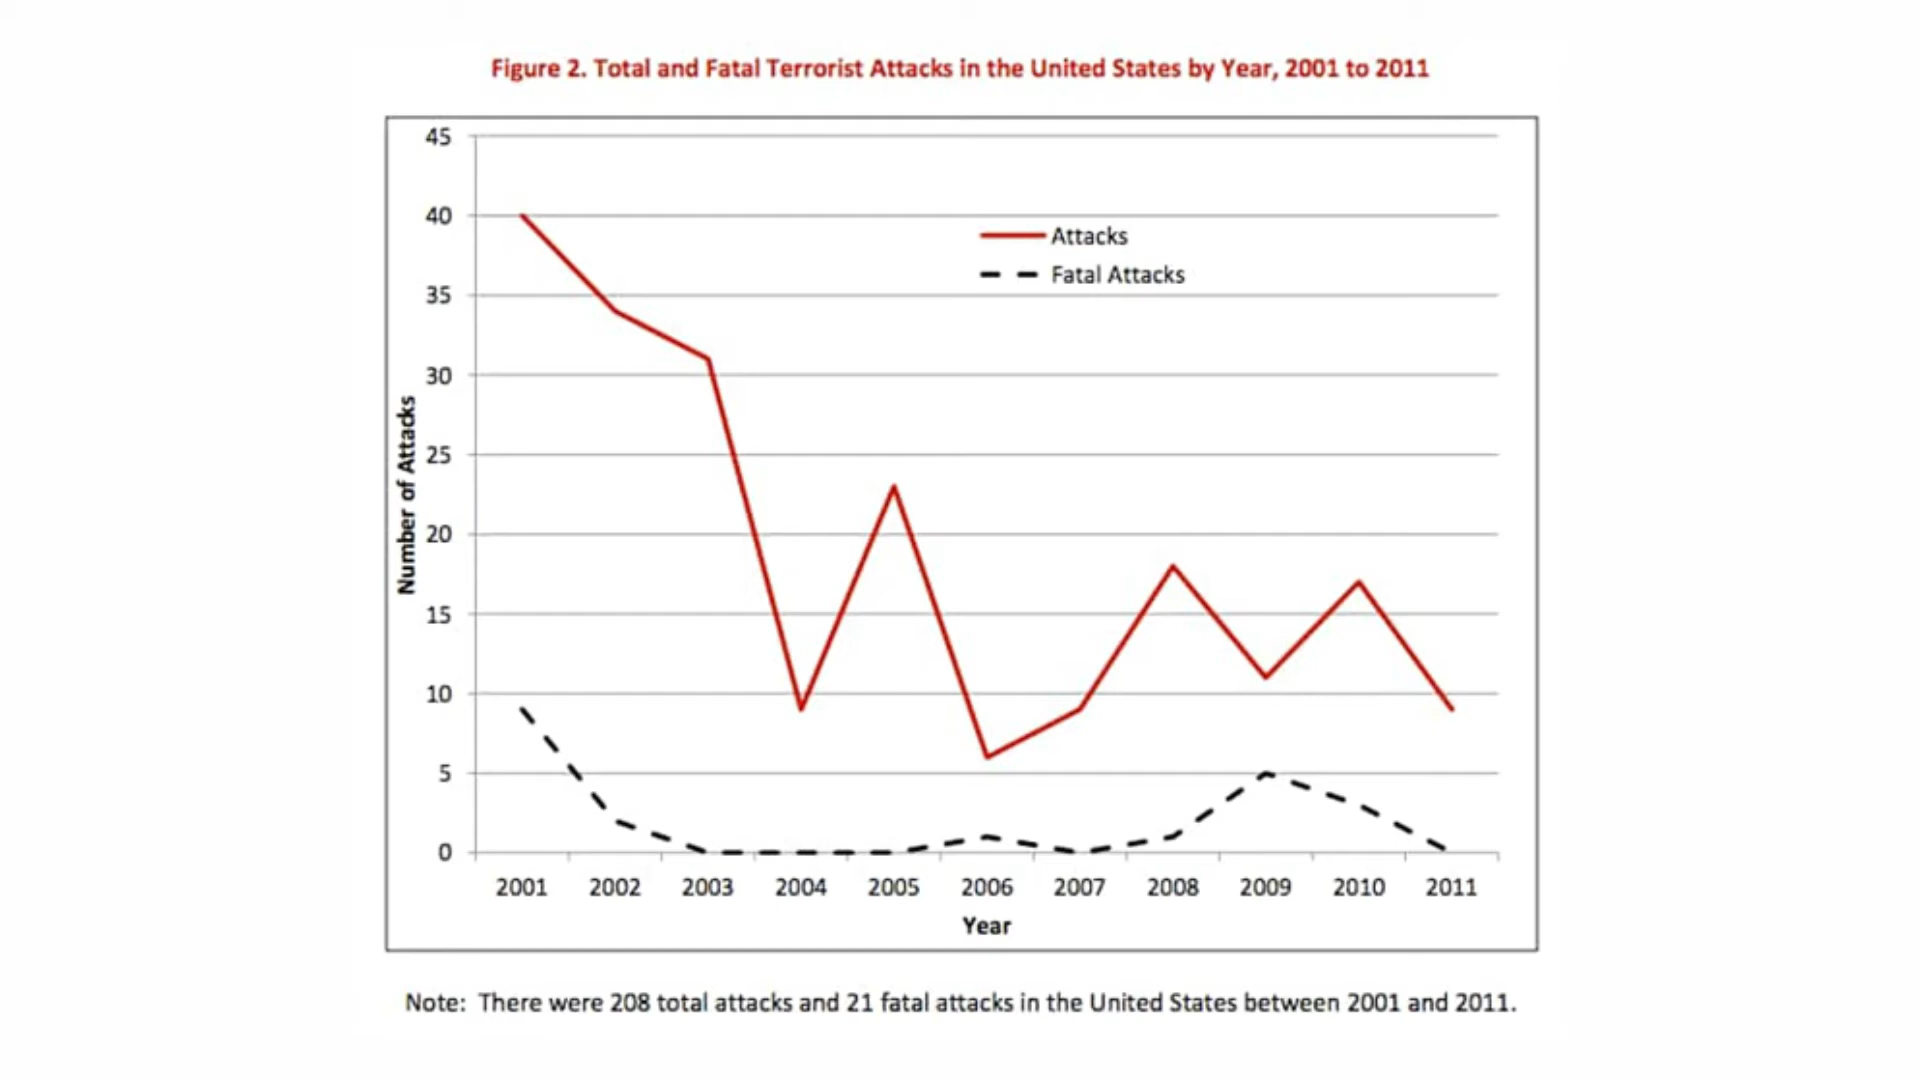 Figure 2. Total and Fatal Terrorist Attacks in the United States by Year, 2001 to 2011
45
40
35
30
25
20
15
10
5
0
Number of Attacks
Attacks
Fatal Attacks
2001 2002 2003 2004 2005 2006 2007 2008 2009 2010 2011
Year
Note: There were 208 total attacks and 21 fatal attacks in the United States between 2001 and 2011.